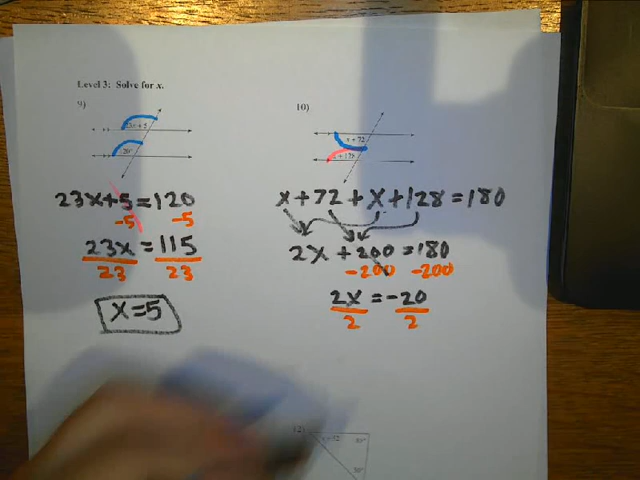 Level 3: Solve for x.
9)
10)
23x + 5
x + 72
23x+5=120
-5 -5
23x=115
23 23
x=5
x+72+x+128=180
2x+200=180
-200 -200
2x=-20
2 2
12)